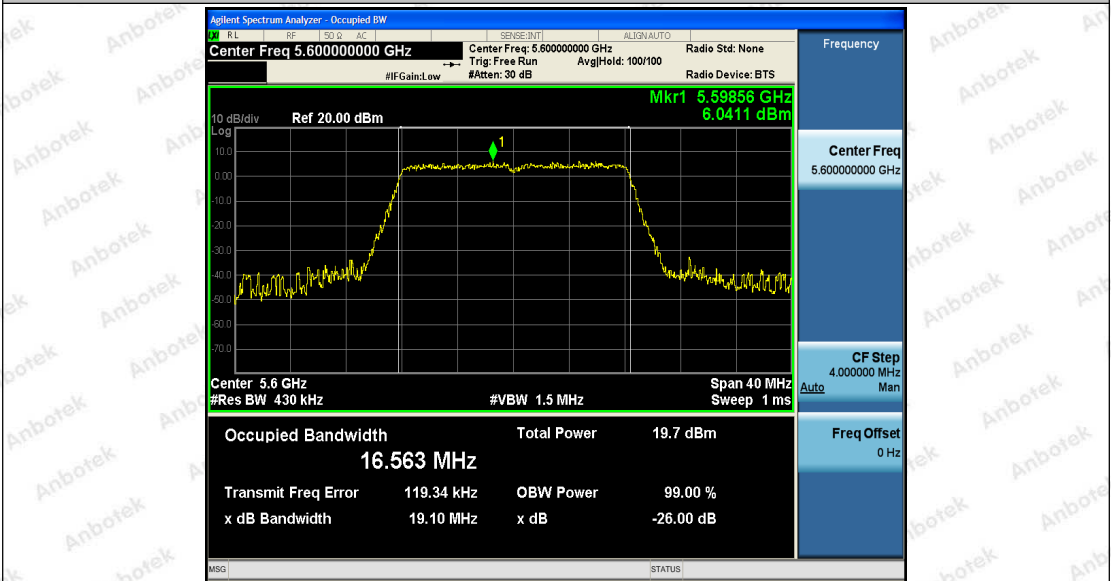 Agilent Spectrum Analyzer - Occupied BW
RL RF 50 Ω AC SENSE:INT ALIGNAUTO
Center Freq 5.600000000 GHz
Center Freq: 5.600000000 GHz Radio Std: None
Trig: Free Run Avg|Hold: 100/100
#IFGain:Low #Atten: 30 dB Radio Device: BTS
Mkr1 5.59856 GHz
6.0411 dBm
10 dB/div Ref 20.00 dBm
Log
1
10.0
0.00
-10.0
-20.0
-30.0
-40.0
-50.0
-60.0
-70.0
Center 5.6 GHz Span 40 MHz
#Res BW 430 kHz #VBW 1.5 MHz Sweep 1 ms
Occupied Bandwidth Total Power 19.7 dBm
16.563 MHz
Transmit Freq Error 119.34 kHz OBW Power 99.00 %
x dB Bandwidth 19.10 MHz x dB -26.00 dB
MSG STATUS
Frequency
Center Freq
5.600000000 GHz
CF Step
4.000000 MHz
Auto Man
Freq Offset
0 Hz
Anbotek